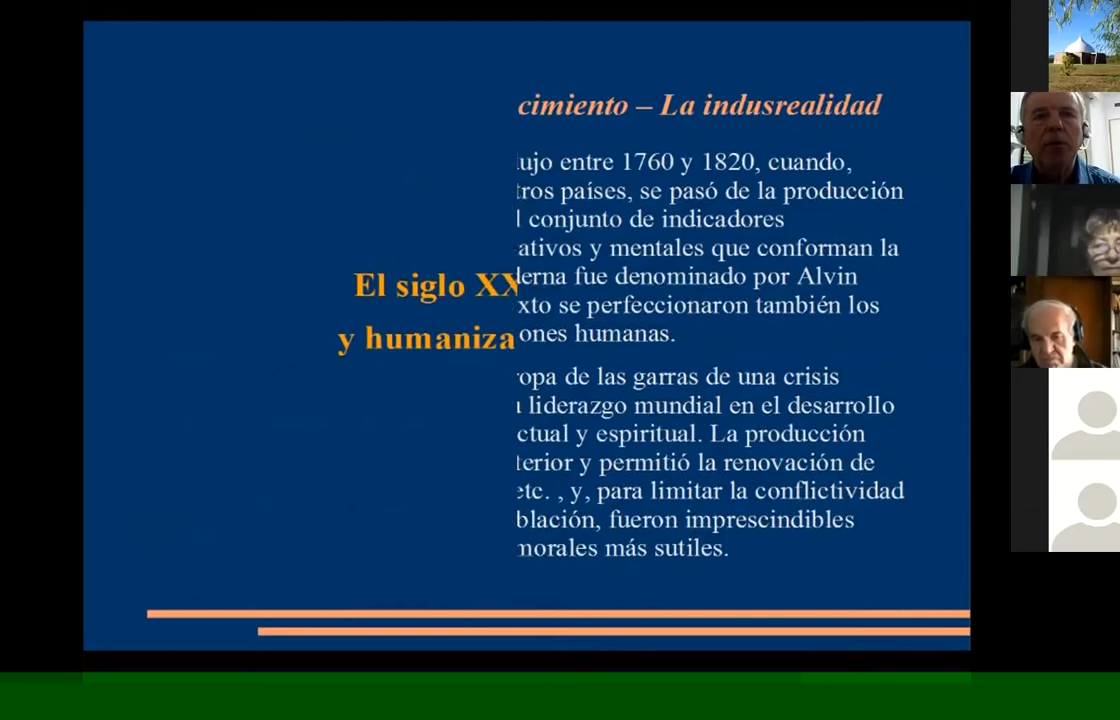 cimiento – La indusrealidad
ujo entre 1760 y 1820, cuando,
tros países, se pasó de la producción
l conjunto de indicadores
ativos y mentales que conforman la
El siglo XX
derna fue denominado por Alvin
xto se perfeccionaron también los
y humaniza
ones humanas.
ropa de las garras de una crisis
liderazgo mundial en el desarrollo
ctual y espiritual. La producción
terior y permitió la renovación de
etc. , y, para limitar la conflictividad
blación, fueron imprescindibles
morales más sutiles.